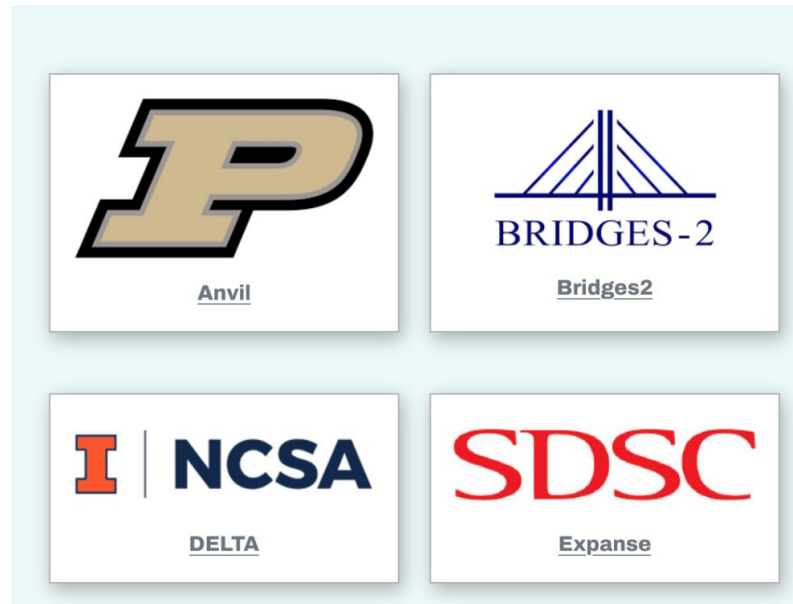 P
Anvil
BRIDGES-2
Bridges2
I NCSA
DELTA
SDSC
Expanse